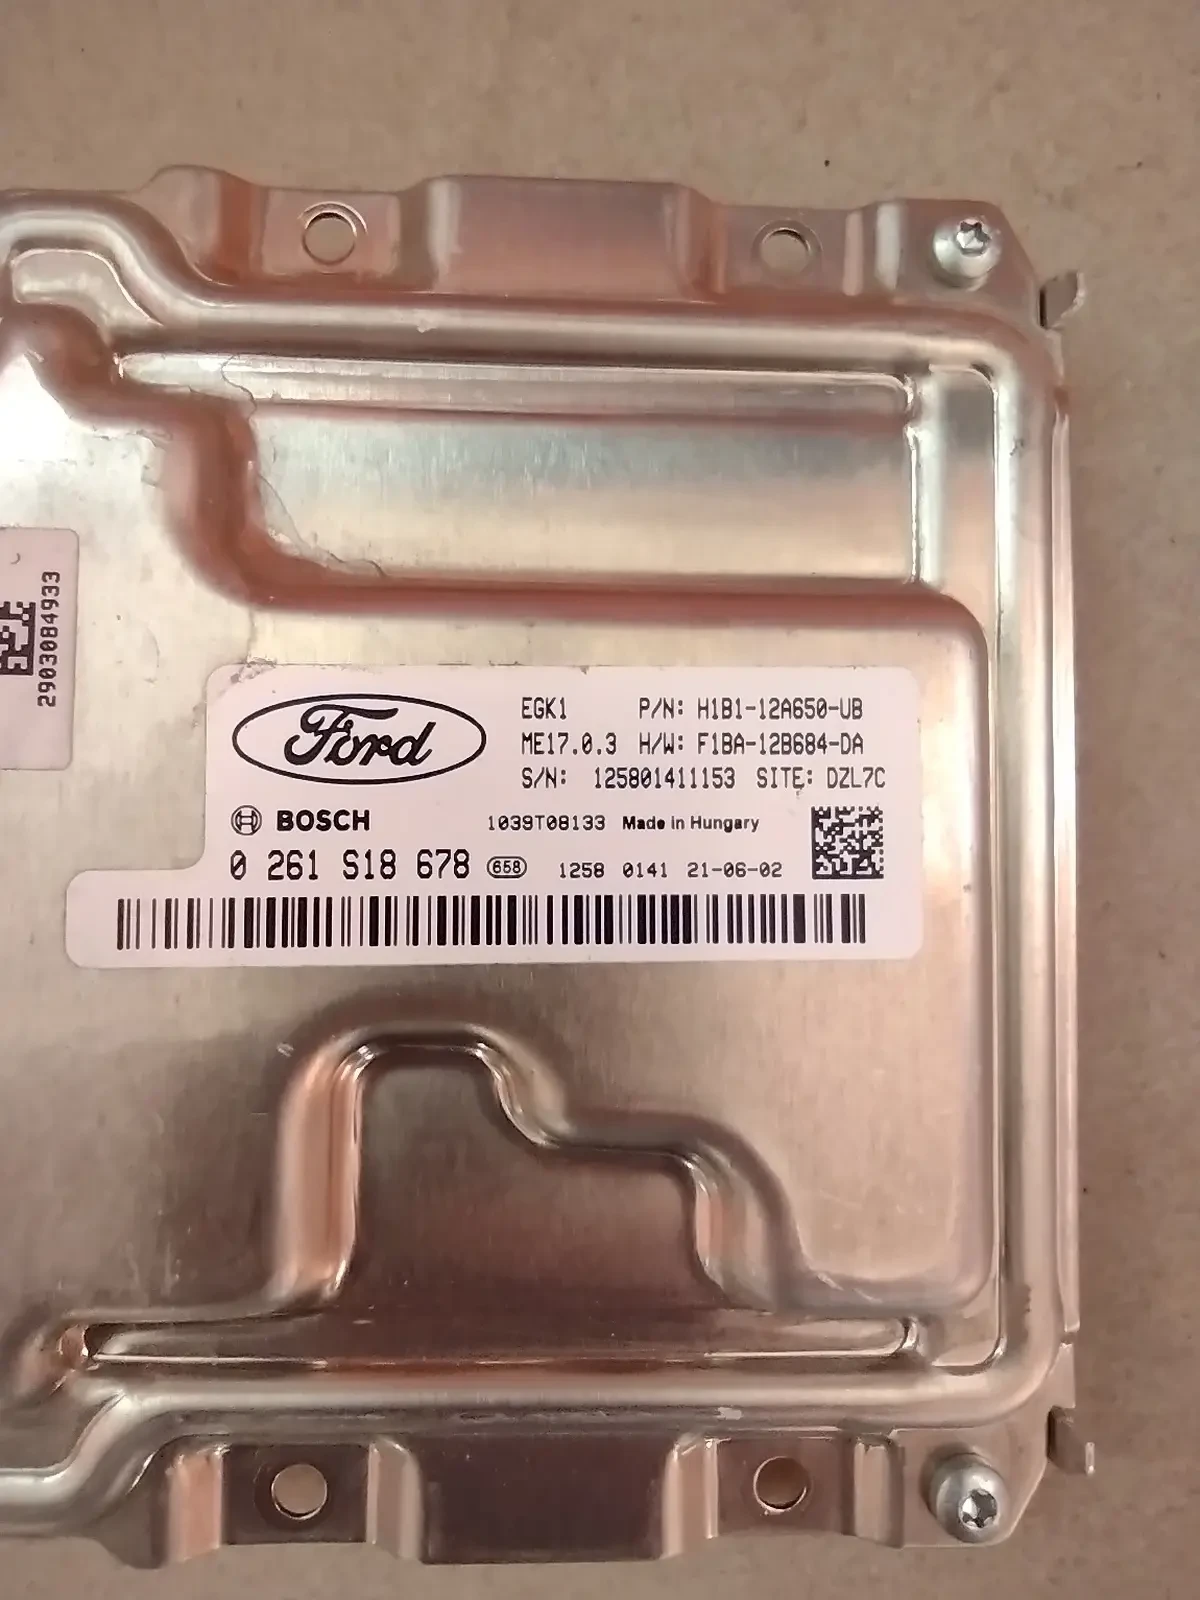 2903084933
Ford
EGK1 P/N: H1B1-12A650-UB
ME17.0.3 H/W: F1BA-12B684-DA
S/N: 125801411153 SITE: DZL7C
BOSCH 1039T08133 Made in Hungary
0 261 S18 678 658 1258 0141 21-06-02